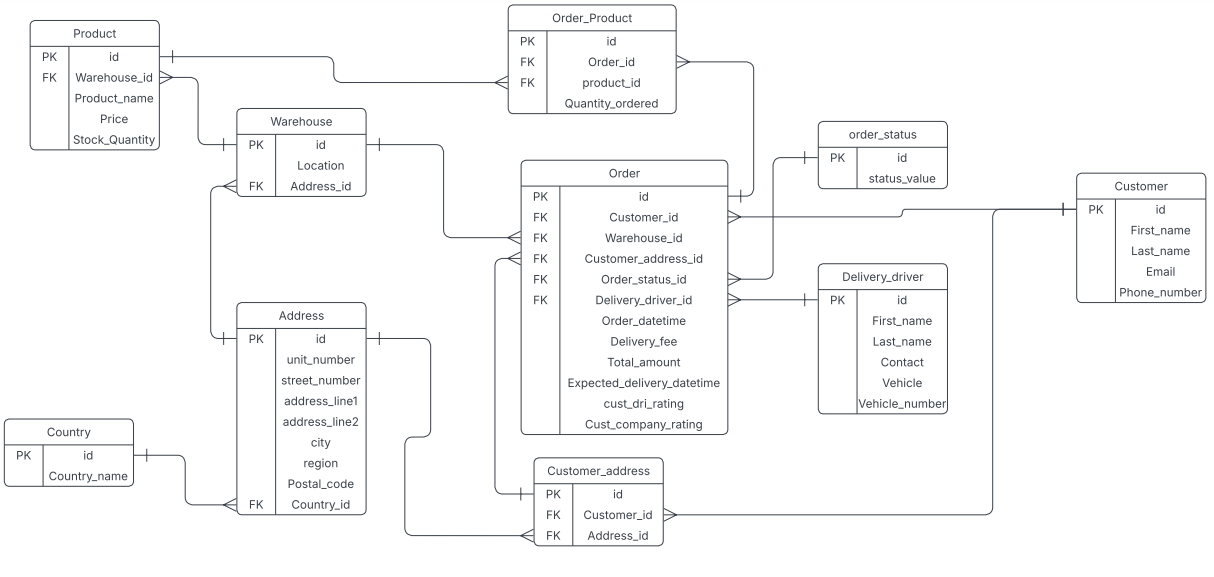 Product
PK id
FK Warehouse_id
Product_name
Price
Stock_Quantity
Order_Product
PK id
FK Order_id
FK product_id
Quantity_ordered
Warehouse
PK id
Location
FK Address_id
order_status
PK id
status_value
Order
PK id
FK Customer_id
FK Warehouse_id
FK Customer_address_id
FK Order_status_id
FK Delivery_driver_id
Order_datetime
Delivery_fee
Total_amount
Expected_delivery_datetime
cust_dri_rating
Cust_company_rating
Customer
PK id
First_name
Last_name
Email
Phone_number
Delivery_driver
PK id
First_name
Last_name
Contact
Vehicle
Vehicle_number
Address
PK id
unit_number
street_number
address_line1
address_line2
city
region
Postal_code
FK Country_id
Country
PK id
Country_name
Customer_address
PK id
FK Customer_id
FK Address_id